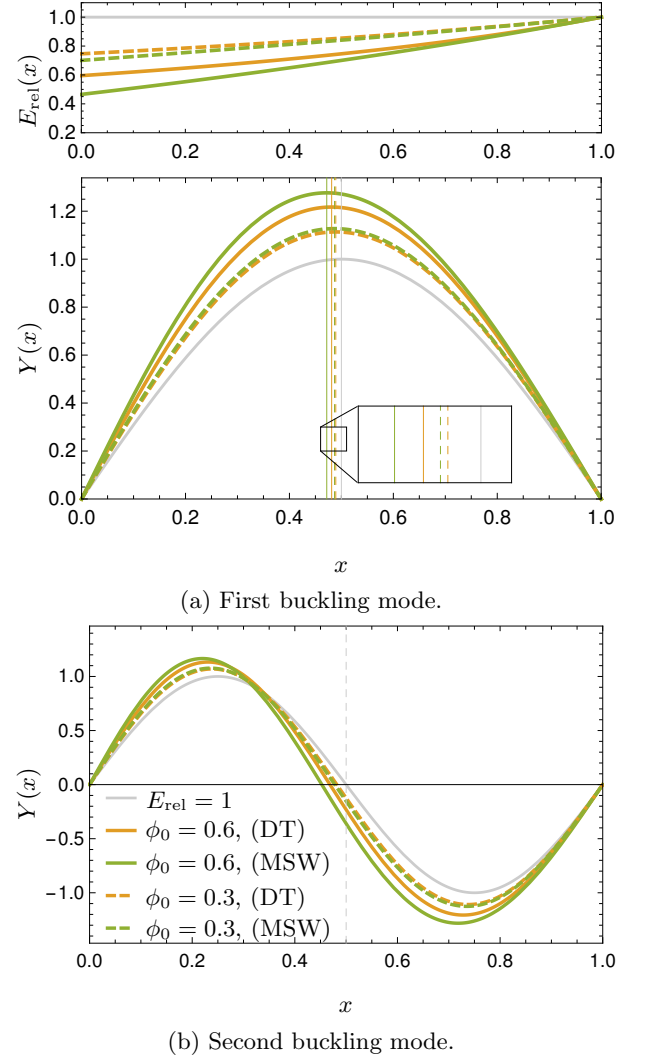 E_rel(x)
1.0
0.8
0.6
0.4
0.2
0.0 0.2 0.4 0.6 0.8 1.0
Y(x)
1.2
1.0
0.8
0.6
0.4
0.2
0.0
0.0 0.2 0.4 0.6 0.8 1.0
x
(a) First buckling mode.
Y(x)
1.0
0.5
0.0
−0.5
−1.0
E_rel = 1
ϕ_0 = 0.6, (DT)
ϕ_0 = 0.6, (MSW)
ϕ_0 = 0.3, (DT)
ϕ_0 = 0.3, (MSW)
0.0 0.2 0.4 0.6 0.8 1.0
x
(b) Second buckling mode.